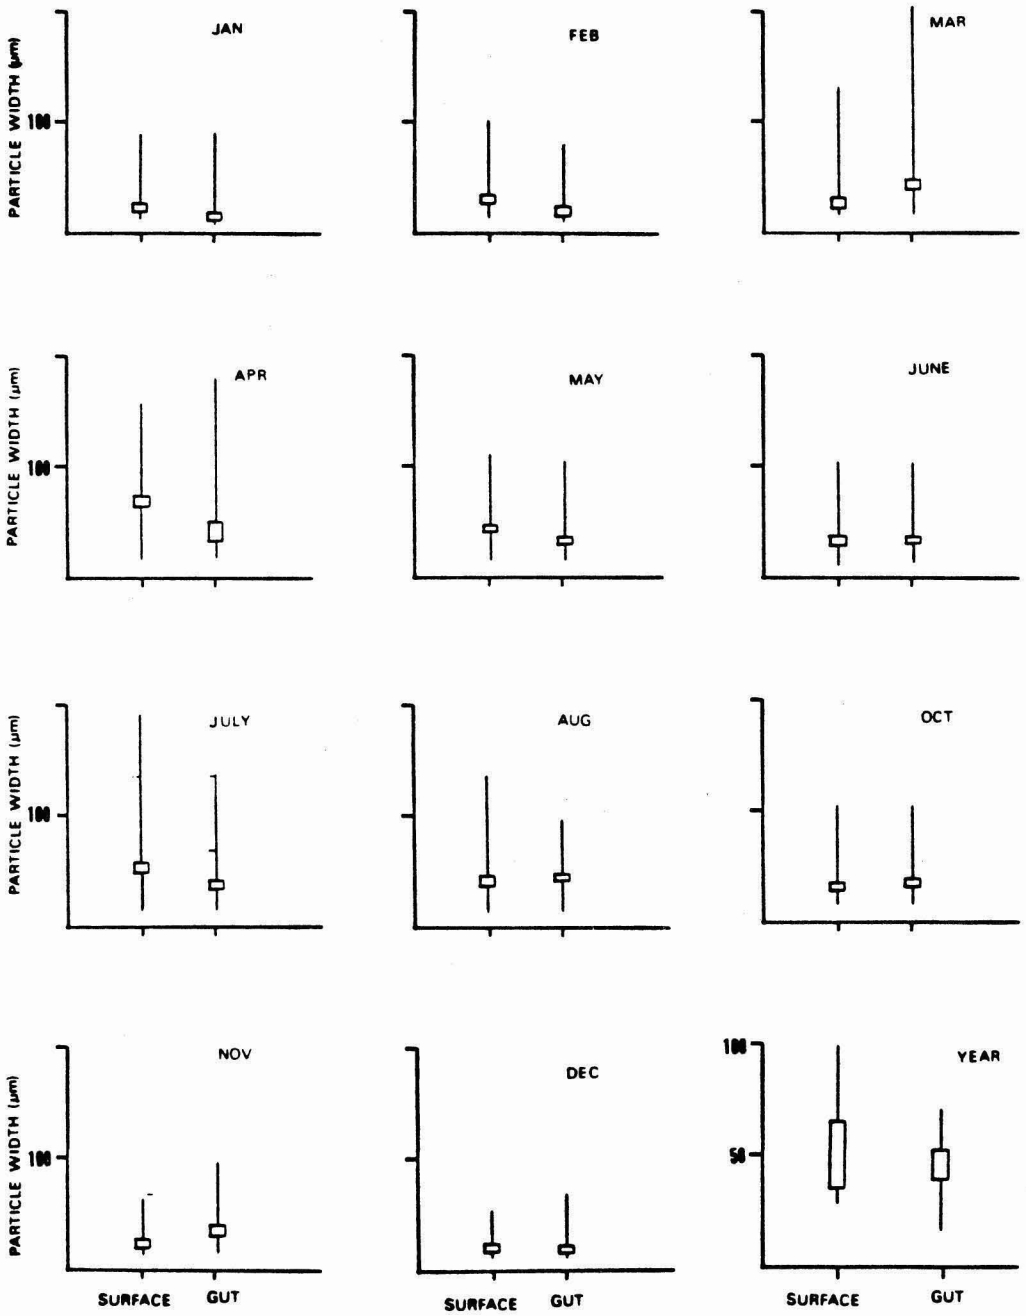 JAN
FEB
MAR
PARTICLE WIDTH (µm)
100
APR
MAY
JUNE
PARTICLE WIDTH (µm)
100
JULY
AUG
OCT
PARTICLE WIDTH (µm)
100
NOV
DEC
YEAR
PARTICLE WIDTH (µm)
100
100
50
SURFACE GUT
SURFACE GUT
SURFACE GUT